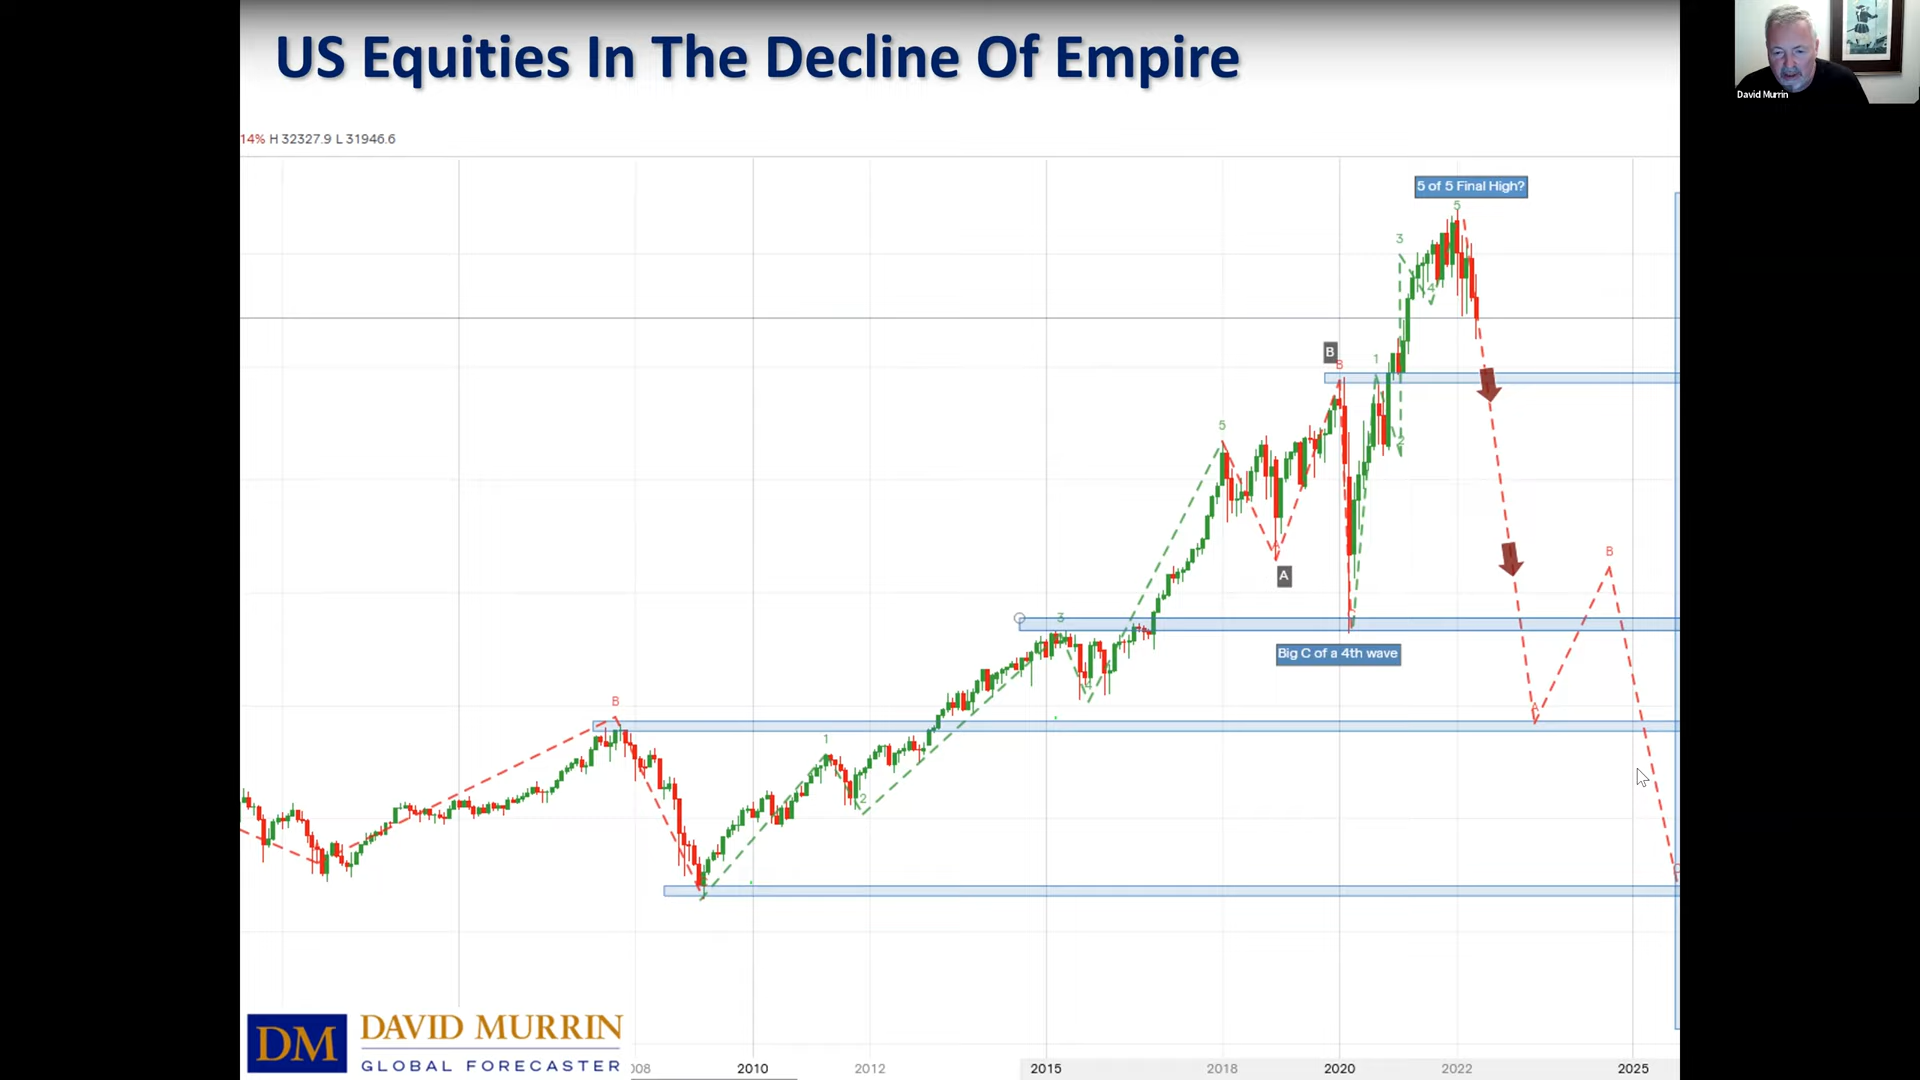 US Equities In The Decline Of Empire
David Murrin
14% H 32327.9 L 31946.6
5 of 5 Final High?
5
3
4
B
B
1
2
5
A
Big C of a 4th wave
B
3
4
B
A
1
2
DM DAVID MURRIN
GLOBAL FORECASTER
008 2010 2012 2015 2018 2020 2022 2025